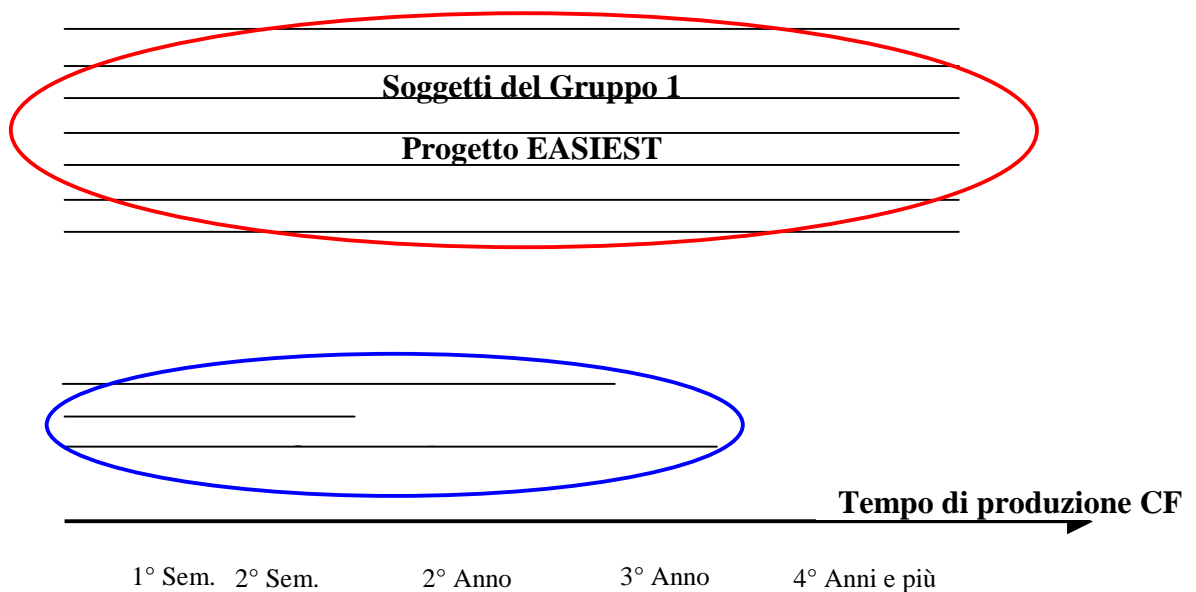 Soggetti del Gruppo 1
Progetto EASIEST
Tempo di produzione CF
1° Sem. 2° Sem. 2° Anno 3° Anno 4° Anni e più